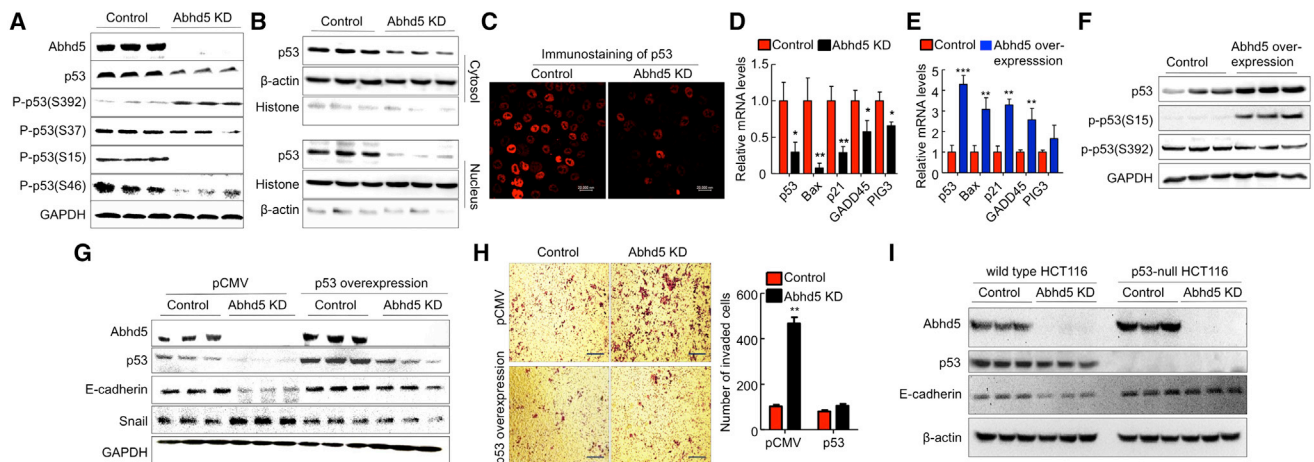 A
Control Abhd5 KD
Abhd5
p53
P-p53(S392)
P-p53(S37)
P-p53(S15)
P-p53(S46)
GAPDH
B
Control Abhd5 KD
p53
β-actin
Histone
Cytosol
p53
Histone
β-actin
Nucleus
C
Immunostaining of p53
Control Abhd5 KD
D
Control
Abhd5 KD
Relative mRNA levels
1.5
1.0
0.5
0
* ** ** * *
p53 Bax p21 GADD45 PIG3
E
Control
Abhd5 over-
expresssion
Relative mRNA levels
5
4
3
2
1
0
*** ** ** **
p53 Bax p21 GADD45 PIG3
F
Abhd5 over-
Control expression
p53
p-p53(S15)
p-p53(S392)
GAPDH
G
pCMV p53 overexpression
Control Abhd5 KD Control Abhd5 KD
Abhd5
p53
E-cadherin
Snail
GAPDH
H
Control Abhd5 KD
pCMV
p53 overexpression
Control
Abhd5 KD
Number of invaded cells
600
400
200
0
**
pCMV p53
I
wild type HCT116 p53-null HCT116
Control Abhd5 KD Control Abhd5 KD
Abhd5
p53
E-cadherin
β-actin